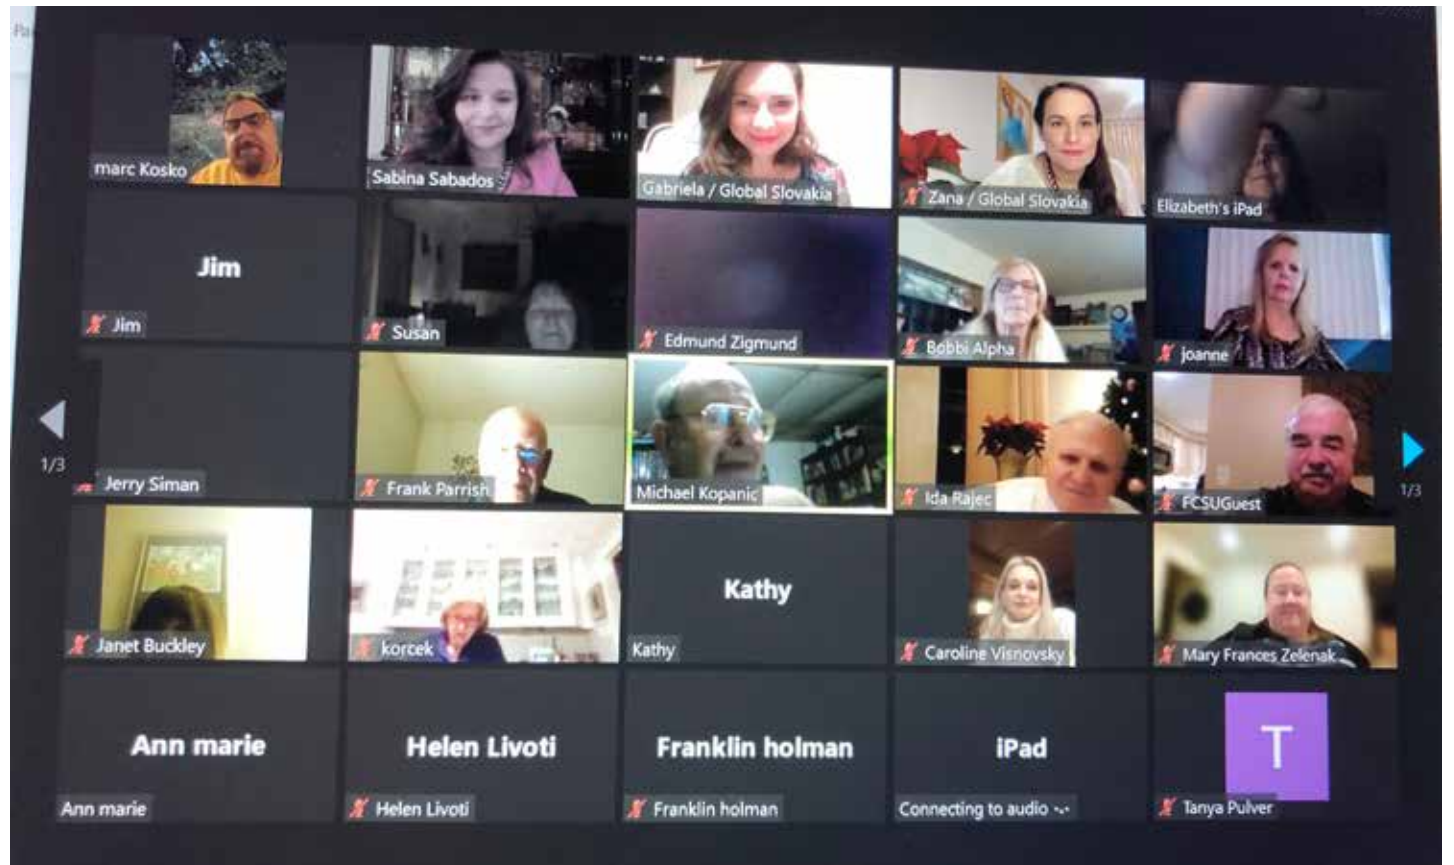 marc Kosko
Sabina Sabados
Gabriela / Global Slovakia
Zana / Global Slovakia
Elizabeth's iPad
Jim
Jim
Susan
Edmund Zigmund
Bobbi Alpha
joanne
1/3
Jerry Siman
Frank Parrish
Michael Kopanic
Ida Rajec
FCSUGuest
1/3
Janet Buckley
korcek
Kathy
Kathy
Caroline Visnovsky
Mary Frances Zelenak
Ann marie
Helen Livoti
Franklin holman
iPad
T
Ann marie
Helen Livoti
Franklin holman
Connecting to audio
Tanya Pulver